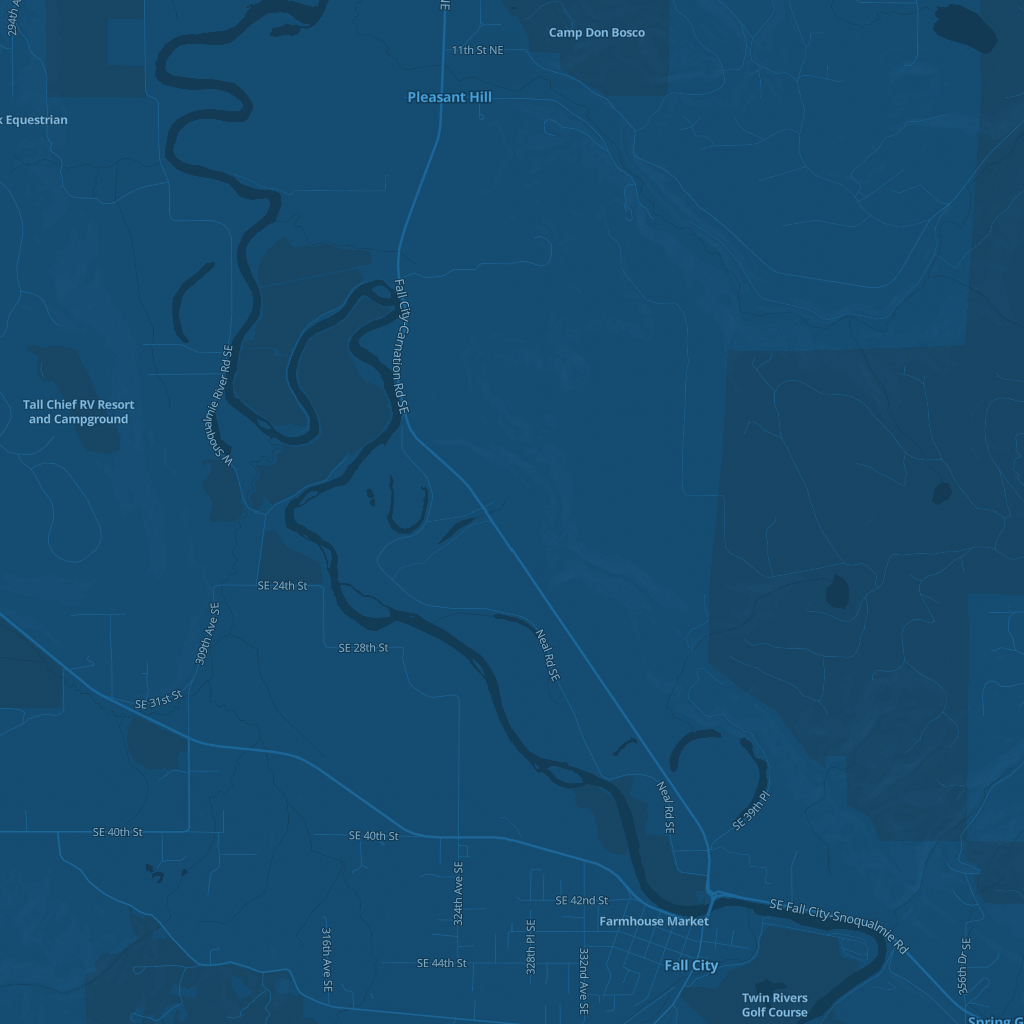 294th A
Camp Don Bosco
11th St NE
Pleasant Hill
k Equestrian
Fall City-Carnation Rd SE
W Snoqualmie River Rd SE
Tall Chief RV Resort
and Campground
SE 24th St
309th Ave SE
Neal Rd SE
SE 28th St
SE 31st St
Neal Rd SE
SE 39th Pl
SE 40th St
SE 40th St
324th Ave SE
SE 42nd St
SE Fall City-Snoqualmie Rd
Farmhouse Market
316th Ave SE
328th Pl SE
332nd Ave SE
356th Dr SE
SE 44th St
Fall City
Twin Rivers
Golf Course
Spring G